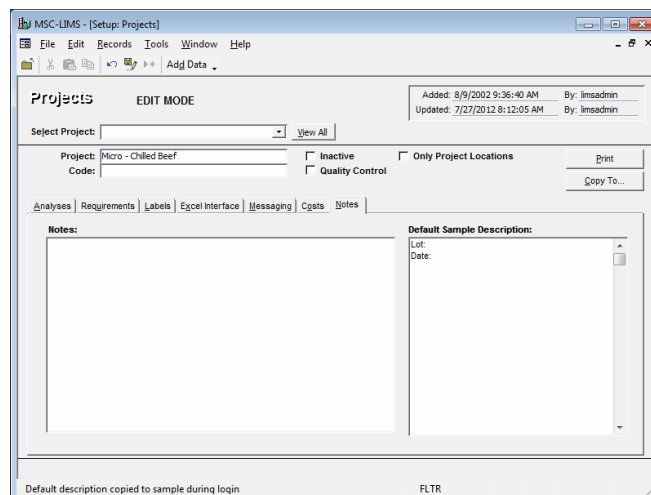 MSC-LIMS - [Setup: Projects]
File Edit Records Tools Window Help
Add Data
Projects EDIT MODE
Added: 8/9/2002 9:36:40 AM By: limsadmin
Updated: 7/27/2012 8:12:05 AM By: limsadmin
Select Project: View All
Project: Micro - Chilled Beef Inactive Only Project Locations Print
Code: Quality Control Copy To...
Analyses Requirements Labels Excel Interface Messaging Costs Notes
Notes: Default Sample Description:
Lot:
Date:
Default description copied to sample during login FLTR